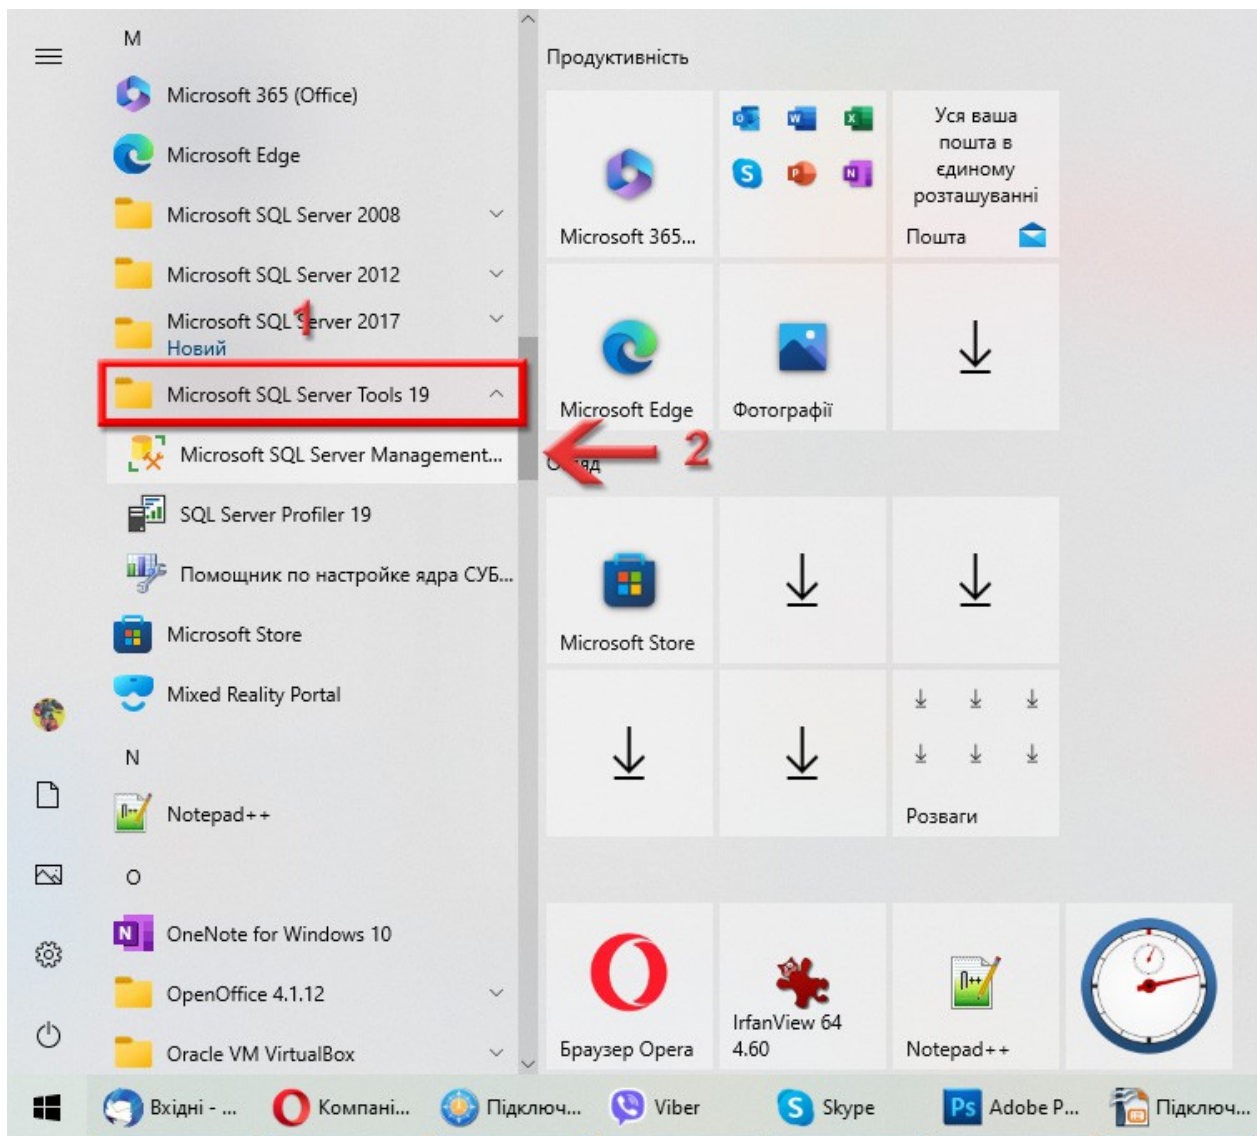 M
Microsoft 365 (Office)
Microsoft Edge
Microsoft SQL Server 2008
Microsoft SQL Server 2012
1
Microsoft SQL Server 2017
Новий
Microsoft SQL Server Tools 19
Microsoft SQL Server Management...
SQL Server Profiler 19
Помощник по настройке ядра СУБ...
Microsoft Store
Mixed Reality Portal
N
Notepad++
O
OneNote for Windows 10
OpenOffice 4.1.12
Oracle VM VirtualBox
Продуктивність
Microsoft 365...
Уся ваша
пошта в
єдиному
розташуванні
Пошта
Microsoft Edge
Фотографії
2
Microsoft Store
Розваги
Браузер Opera
IrfanView 64
4.60
Notepad++
Вхідні - ...
Компані...
Підключ...
Viber
Skype
Ps
Adobe P...
Підключ...